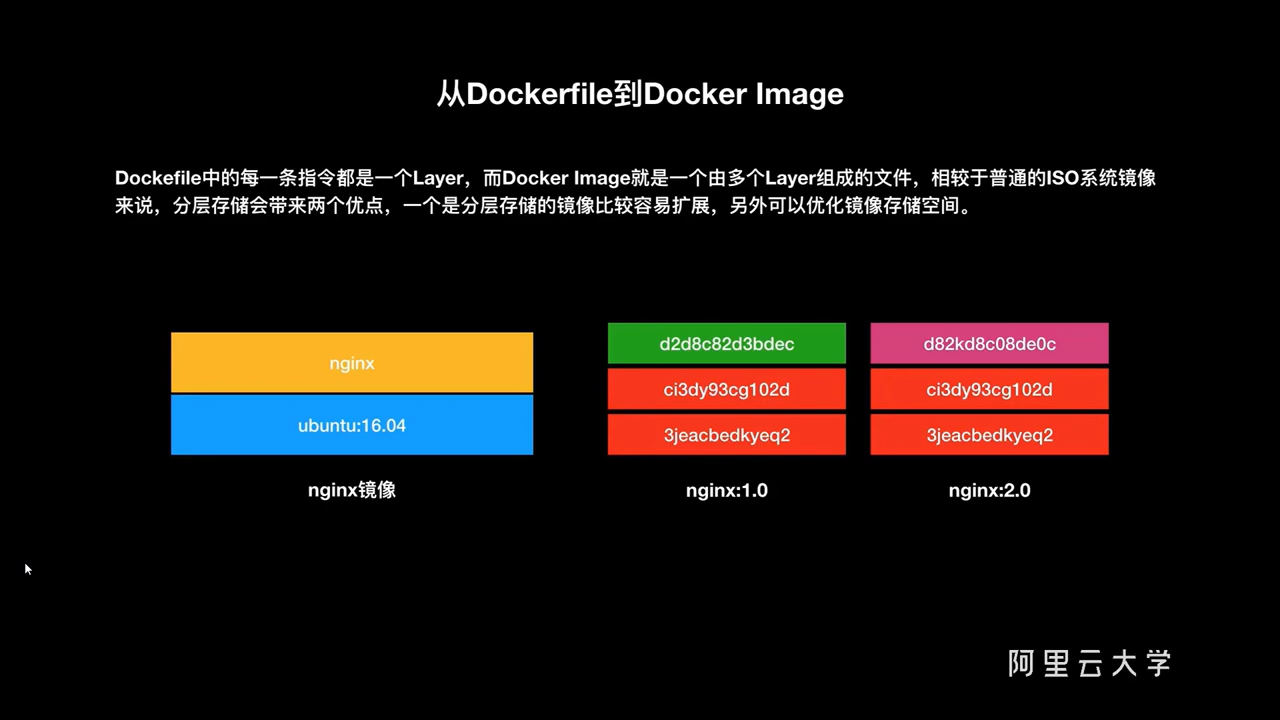 从Dockerfile到Docker Image
Dockefile中的每一条指令都是一个Layer，而Docker Image就是一个由多个Layer组成的文件，相较于普通的ISO系统镜像
来说，分层存储会带来两个优点，一个是分层存储的镜像比较容易扩展，另外可以优化镜像存储空间。
nginx
ubuntu:16.04
nginx镜像
d2d8c82d3bdec
ci3dy93cg102d
3jeacbedkyeq2
nginx:1.0
d82kd8c08de0c
ci3dy93cg102d
3jeacbedkyeq2
nginx:2.0
阿里云大学